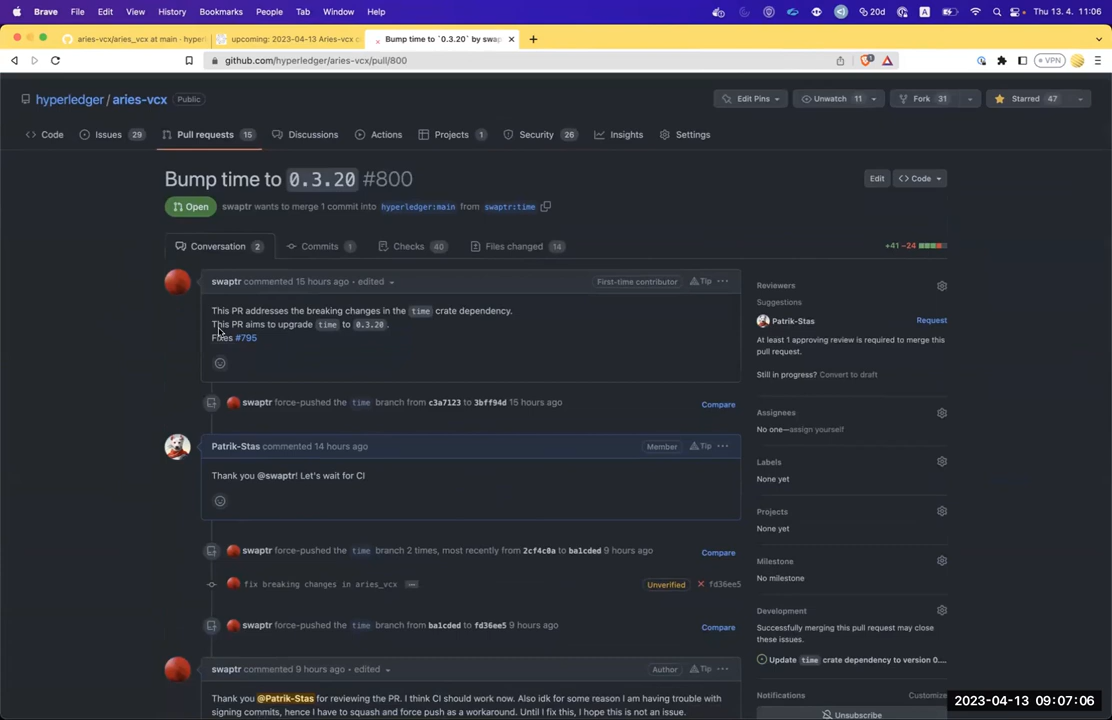 Brave File Edit View History Bookmarks People Tab Window Help 20d A Thu 13. 4. 11:06
aries-vcx/aries_vcx at main · hyperl upcoming: 2023-04-13 Aries-vcx c Bump time to `0.3.20` by swap
github.com/hyperledger/aries-vcx/pull/800 VPN
hyperledger / aries-vcx Public Edit Pins Unwatch 11 Fork 31 Starred 47
Code Issues 29 Pull requests 15 Discussions Actions Projects 1 Security 26 Insights Settings
Bump time to 0.3.20 #800 Edit Code
Open swaptr wants to merge 1 commit into hyperledger:main from swaptr:time
Conversation 2 Commits 1 Checks 40 Files changed 14 +41 −24
swaptr commented 15 hours ago • edited First-time contributor Tip
This PR addresses the breaking changes in the time crate dependency.
This PR aims to upgrade time to 0.3.20.
Fixes #795
swaptr force-pushed the time branch from c3a7123 to 3bff94d 15 hours ago Compare
Patrik-Stas commented 14 hours ago Member Tip
Thank you @swaptr! Let's wait for CI
swaptr force-pushed the time branch 2 times, most recently from 2cf4c0a to ba1cded 9 hours ago Compare
fix breaking changes in aries_vcx Unverified fd36ee5
swaptr force-pushed the time branch from ba1cded to fd36ee5 9 hours ago Compare
swaptr commented 9 hours ago • edited Author Tip
Thank you @Patrik-Stas for reviewing the PR. I think CI should work now. Also idk for some reason I am having trouble with
signing commits, hence I have to squash and force push as a workaround. Until I fix this, I hope this is not an issue.
Reviewers
Suggestions
Patrik-Stas Request
At least 1 approving review is required to merge this
pull request.
Still in progress? Convert to draft
Assignees
No one—assign yourself
Labels
None yet
Projects
None yet
Milestone
No milestone
Development
Successfully merging this pull request may close
these issues.
Update time crate dependency to version 0....
Notifications Customize
Unsubscribe
2023-04-13 09:07:06